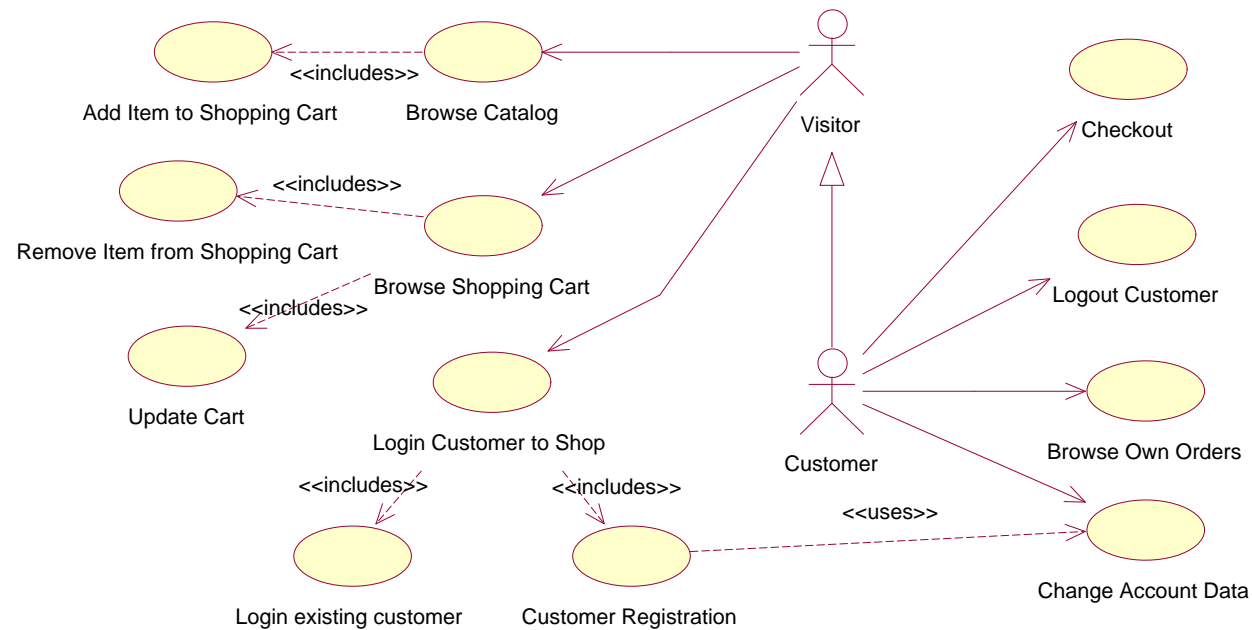 <<includes>>
Add Item to Shopping Cart
Browse Catalog
Visitor
Checkout
<<includes>>
Remove Item from Shopping Cart
Browse Shopping Cart
Logout Customer
<<includes>>
Update Cart
Login Customer to Shop
Customer
Browse Own Orders
<<includes>>
<<includes>>
<<uses>>
Login existing customer
Customer Registration
Change Account Data